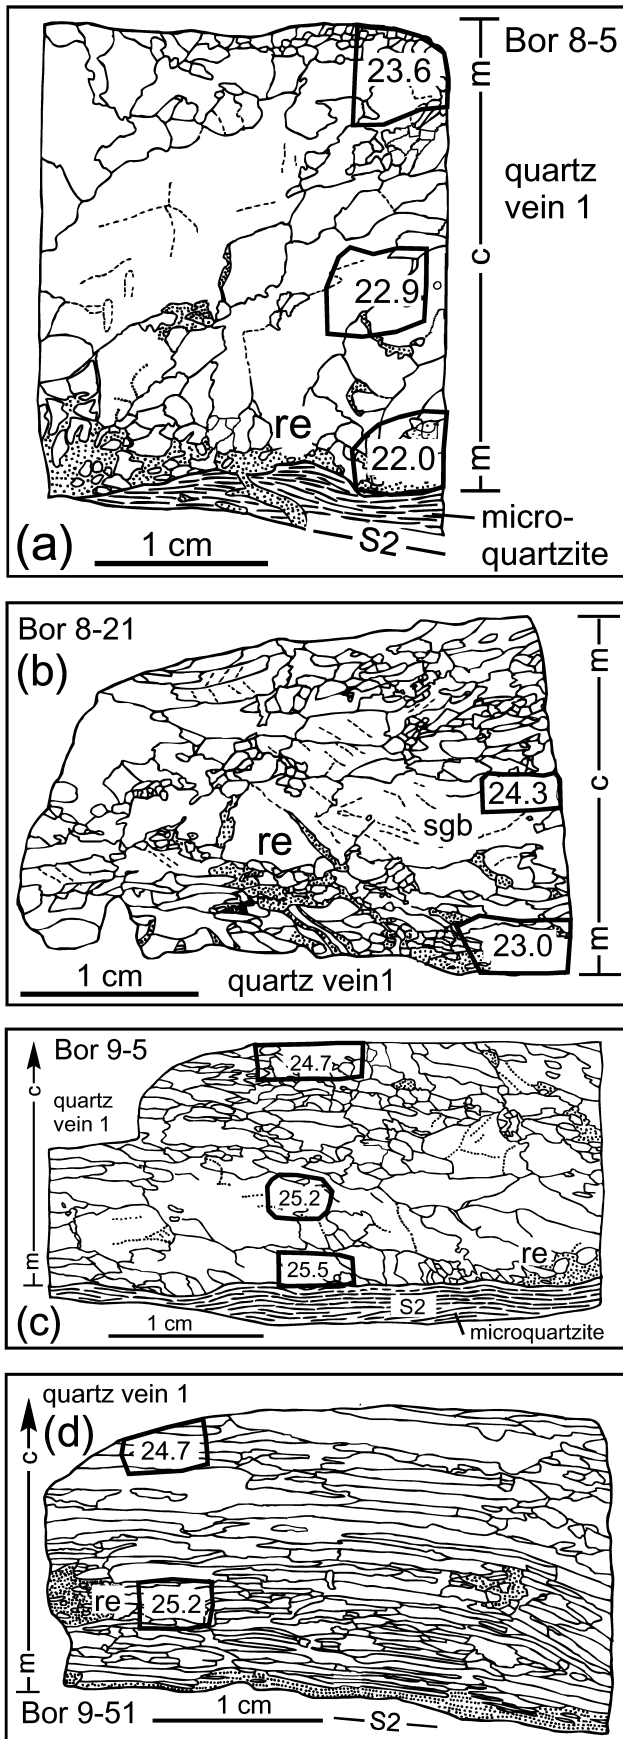 Bor 8-5
23.6
m
quartz
vein 1
c
22.9
re
22.0
m
micro-
quartzite
S2
(a)
1 cm
Bor 8-21
(b)
m
c
24.3
sgb
re
23.0
m
1 cm
quartz vein1
Bor 9-5
24.7
c
quartz
vein 1
25.2
25.5
re
m
S2
(c)
1 cm
microquartzite
quartz vein 1
(d)
24.7
c
re
25.2
m
Bor 9-51
1 cm
S2